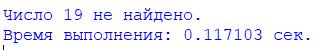 Число 19 не найдено.
Время выполнения: 0.117103 сек.